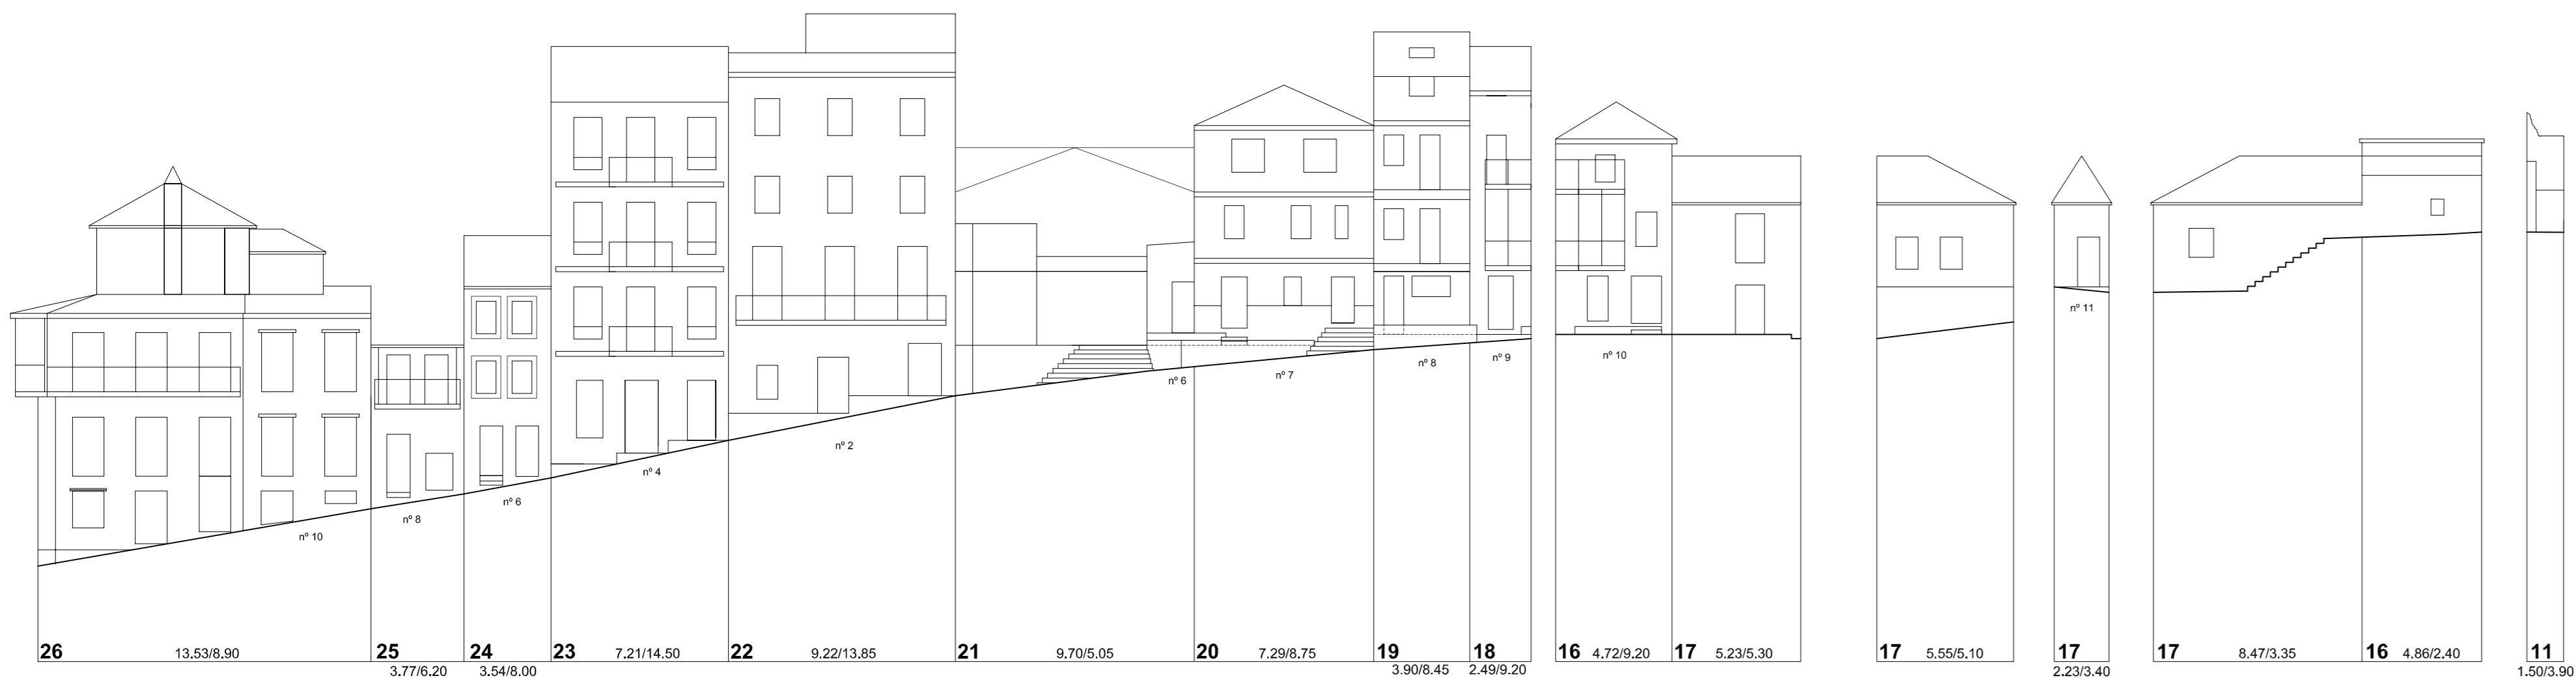 nº 11
nº 10
nº 9
nº 8
nº 7
nº 6
nº 2
nº 4
nº 6
nº 8
nº 10
26 13.53/8.90 25 24 23 7.21/14.50 22 9.22/13.85 21 9.70/5.05 20 7.29/8.75 19 18 16 4.72/9.20 17 5.23/5.30 17 5.55/5.10 17 17 8.47/3.35 16 4.86/2.40 11
3.77/6.20 3.54/8.00 3.90/8.45 2.49/9.20 2.23/3.40 1.50/3.90